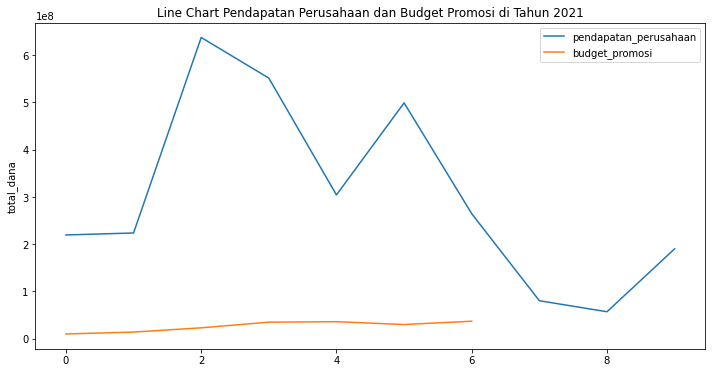 Line Chart Pendapatan Perusahaan dan Budget Promosi di Tahun 2021
1e8
pendapatan_perusahaan
budget_promosi
total_dana
6
5
4
3
2
1
0
0 2 4 6 8